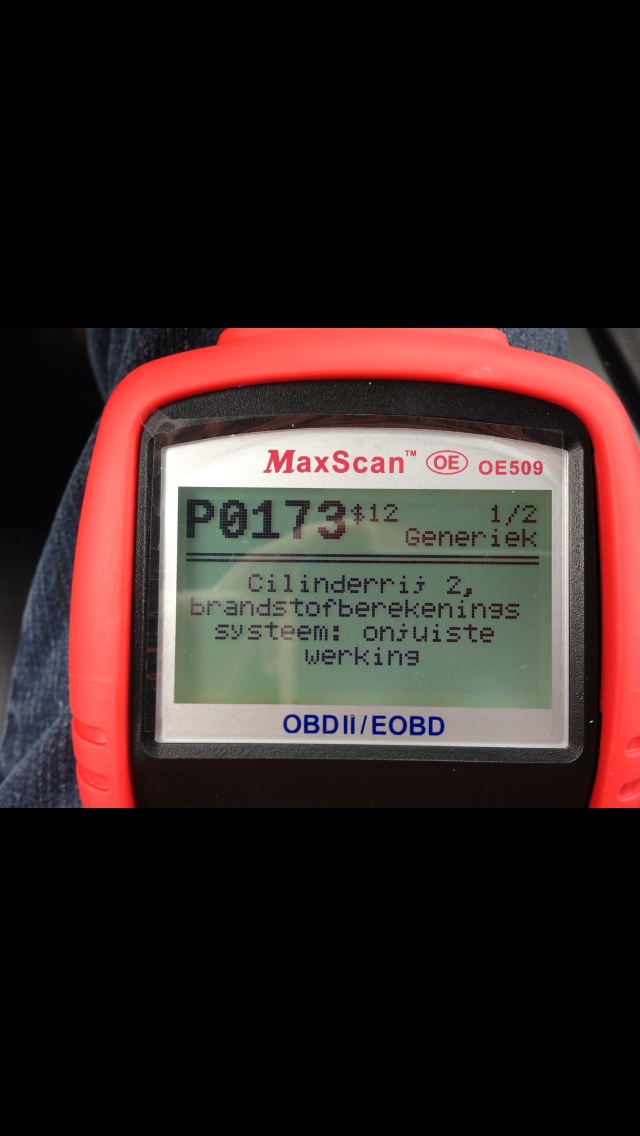 MaxScan™ OE OE509
P0173 $12 1/2
Generiek
Cilinderrij 2,
brandstofberekenings
systeem: onjuiste
werking
OBDII/EOBD